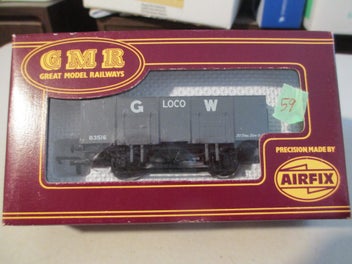 GMR
GREAT MODEL RAILWAYS
59
G LOCO W
83516
PRECISION MADE BY
AIRFIX